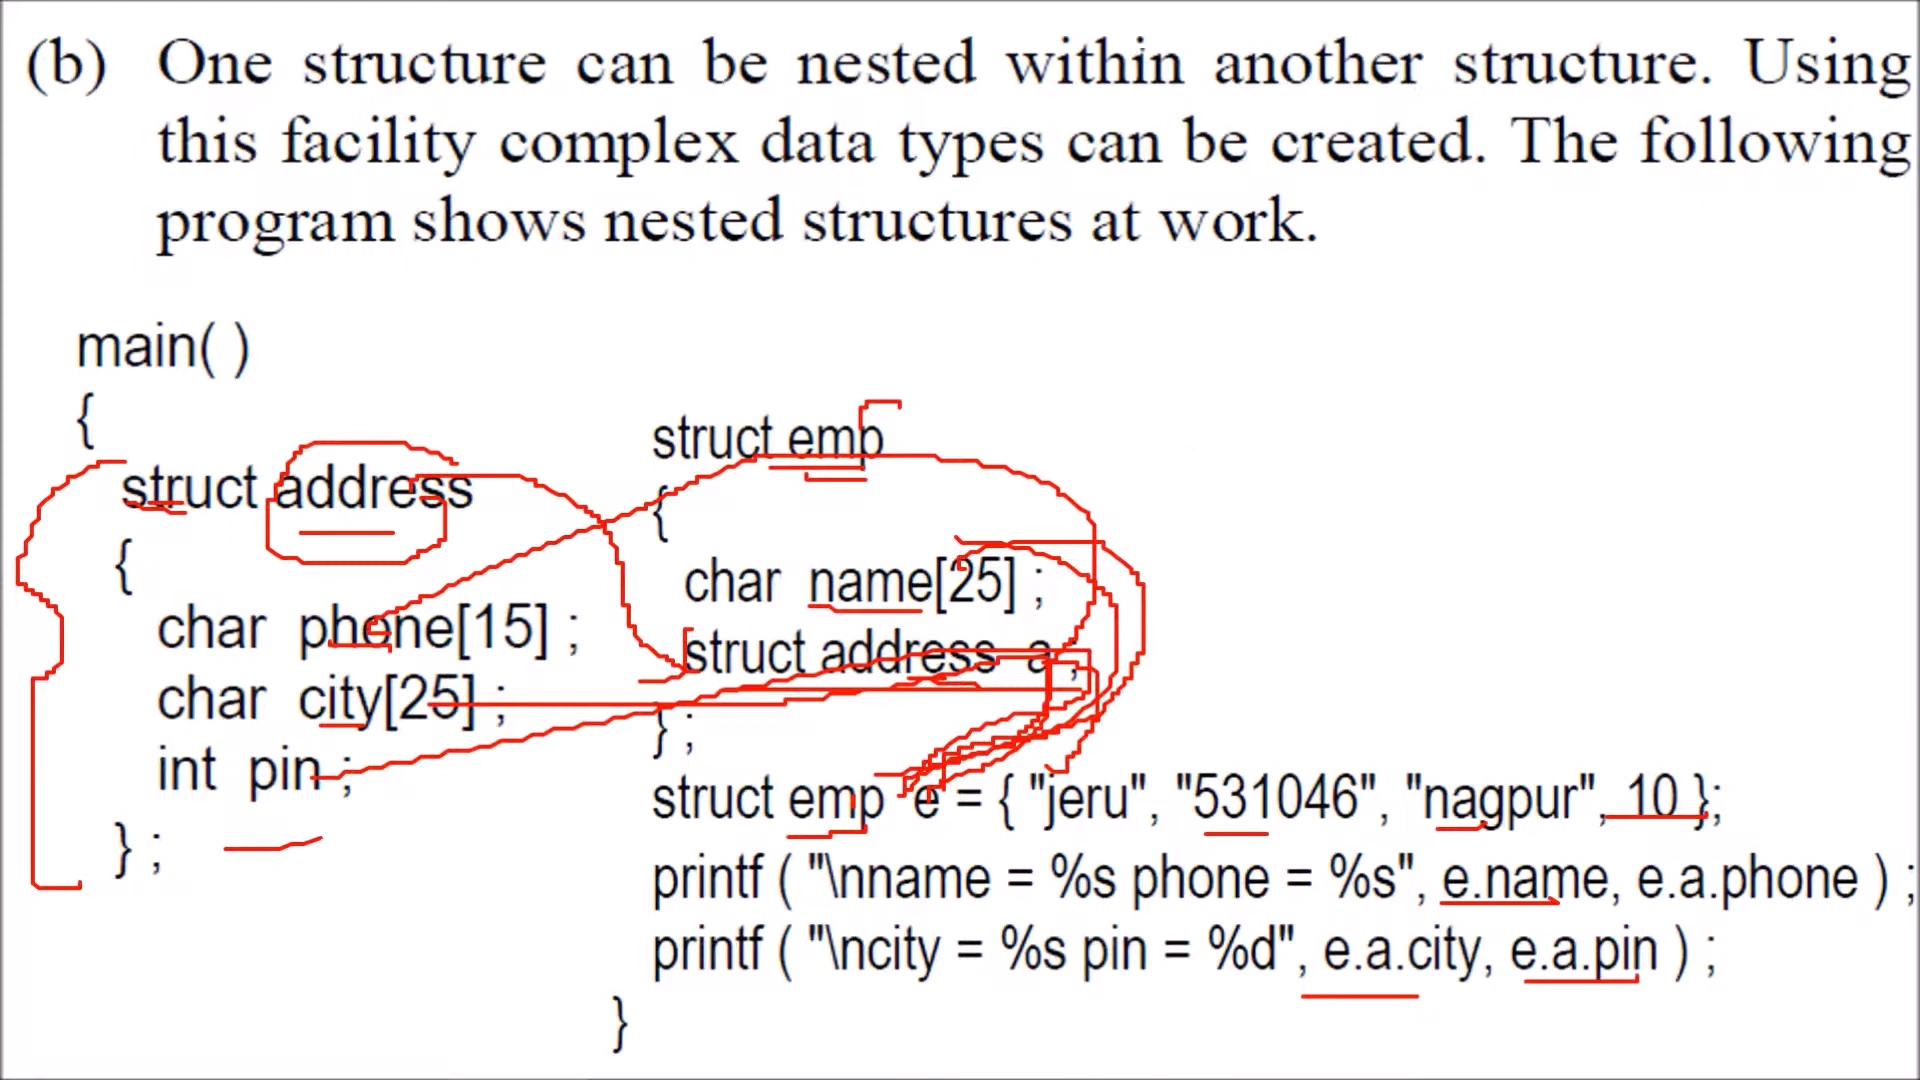 (b) One structure can be nested within another structure. Using
this facility complex data types can be created. The following
program shows nested structures at work.
main( )
{
struct address
{
char phone[15] ;
char city[25] ;
int pin ;
} ;
struct emp
{
char name[25] ;
struct address a ;
} ;
struct emp e = { "jeru", "531046", "nagpur", 10 };
printf ( "\nname = %s phone = %s", e.name, e.a.phone ) ;
printf ( "\ncity = %s pin = %d", e.a.city, e.a.pin ) ;
}